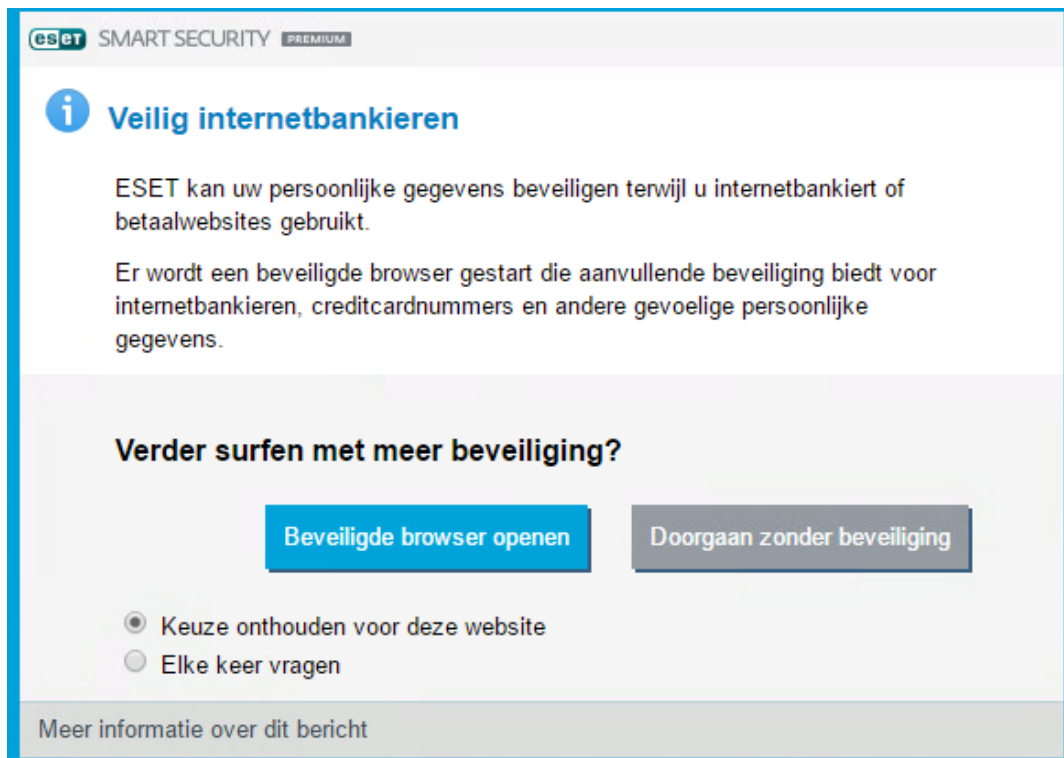 eset SMART SECURITY PREMIUM
Veilig internetbankieren
ESET kan uw persoonlijke gegevens beveiligen terwijl u internetbankiert of
betaalwebsites gebruikt.
Er wordt een beveiligde browser gestart die aanvullende beveiliging biedt voor
internetbankieren, creditcardnummers en andere gevoelige persoonlijke
gegevens.
Verder surfen met meer beveiliging?
Beveiligde browser openen Doorgaan zonder beveiliging
Keuze onthouden voor deze website
Elke keer vragen
Meer informatie over dit bericht